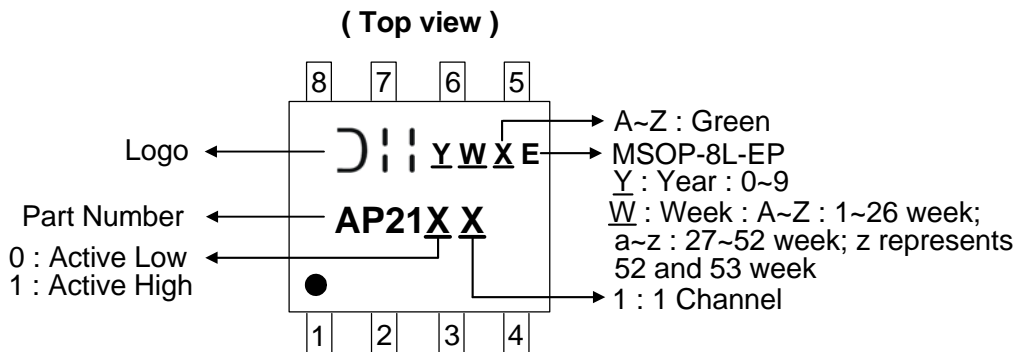 ( Top view )
8 7 6 5
Logo
Y W X E
A~Z : Green
MSOP-8L-EP
Y : Year : 0~9
W : Week : A~Z : 1~26 week;
a~z : 27~52 week; z represents
52 and 53 week
Part Number
AP21X X
0 : Active Low
1 : Active High
1 : 1 Channel
1 2 3 4